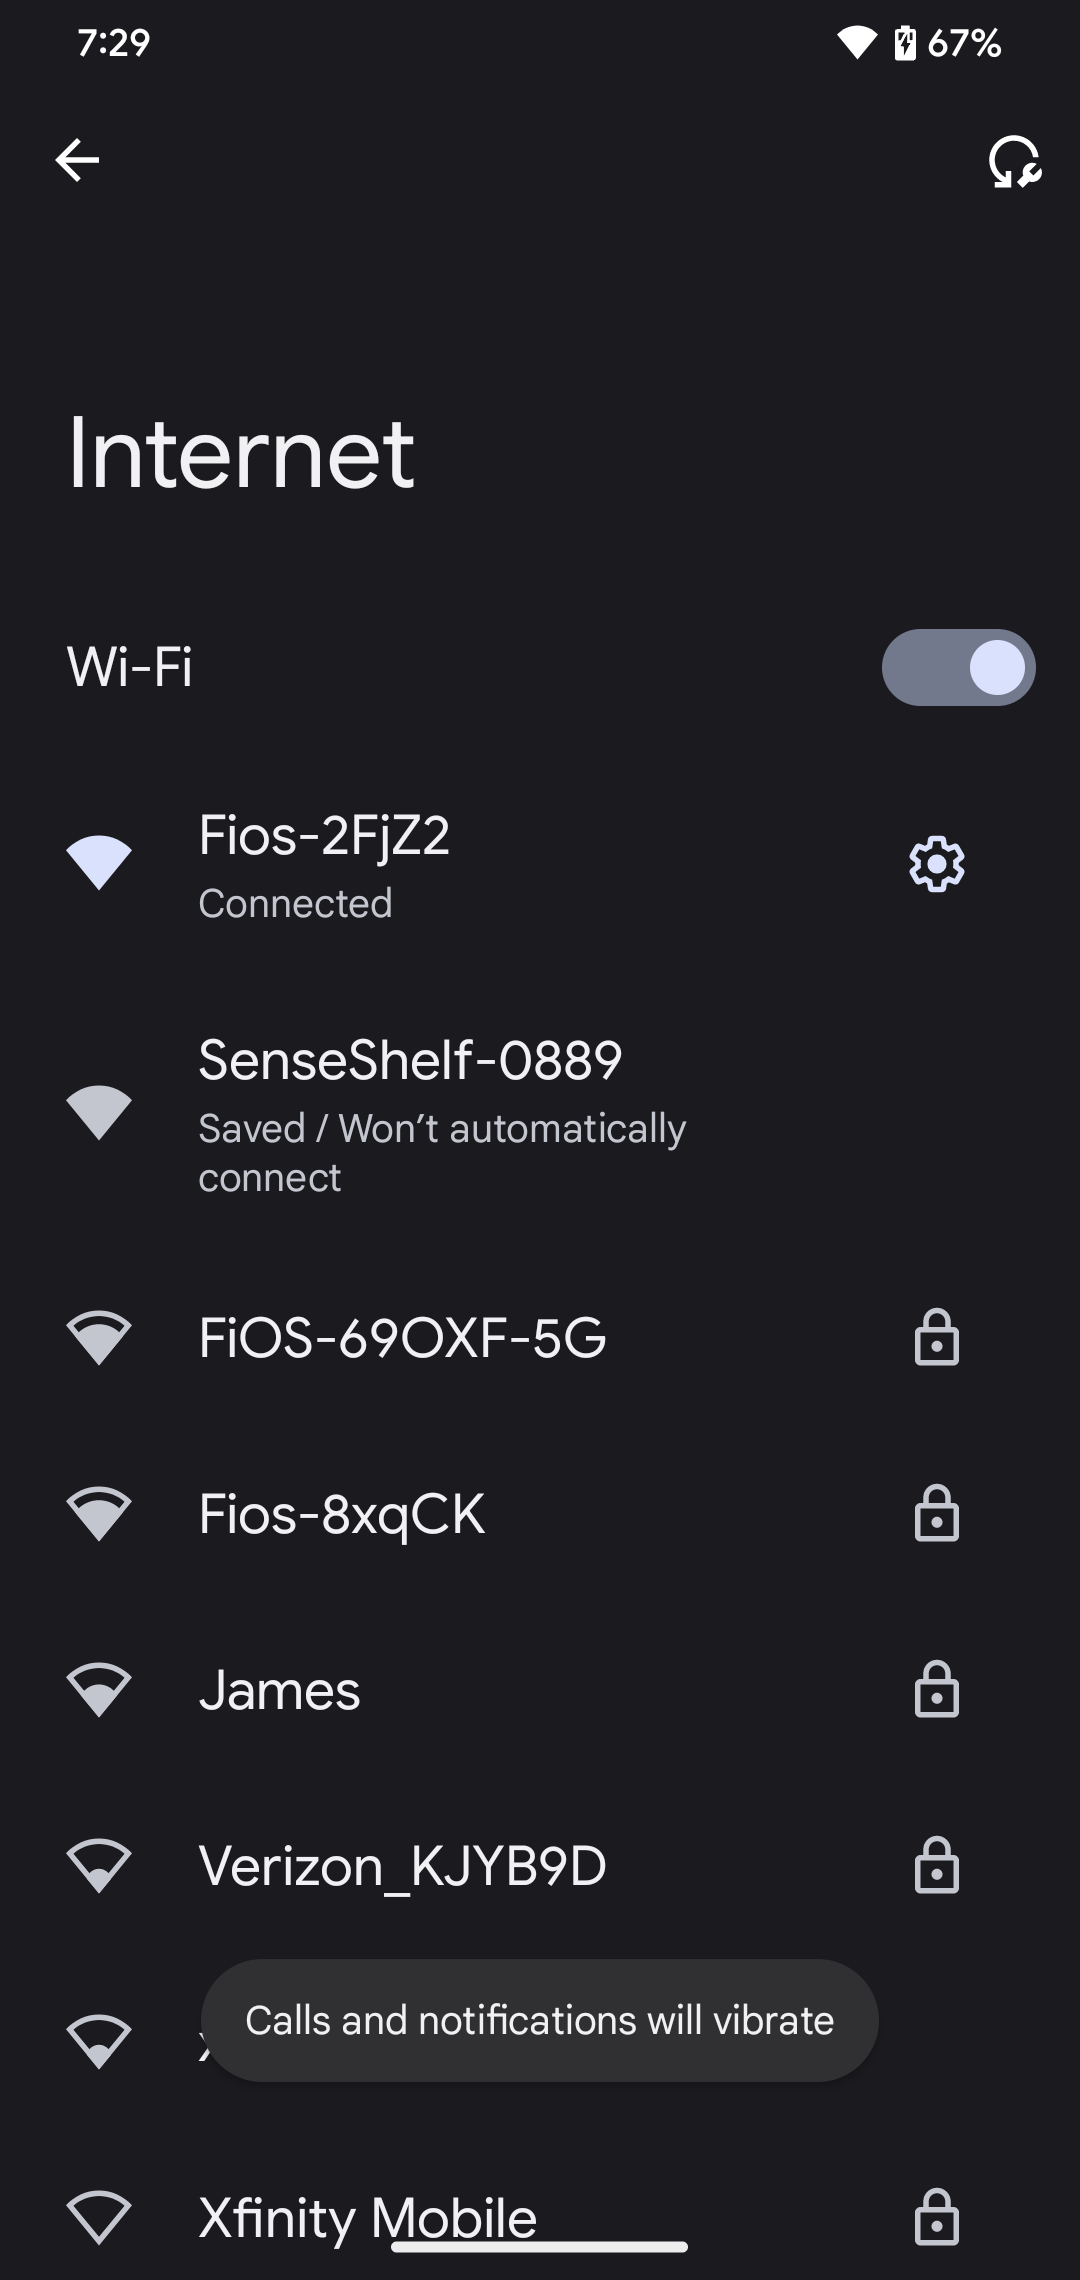 7:29
67%
Internet
Wi-Fi
Fios-2FjZ2
Connected
SenseShelf-0889
Saved / Won’t automatically
connect
FiOS-69OXF-5G
Fios-8xqCK
James
Verizon_KJYB9D
Calls and notifications will vibrate
Xfinity Mobile